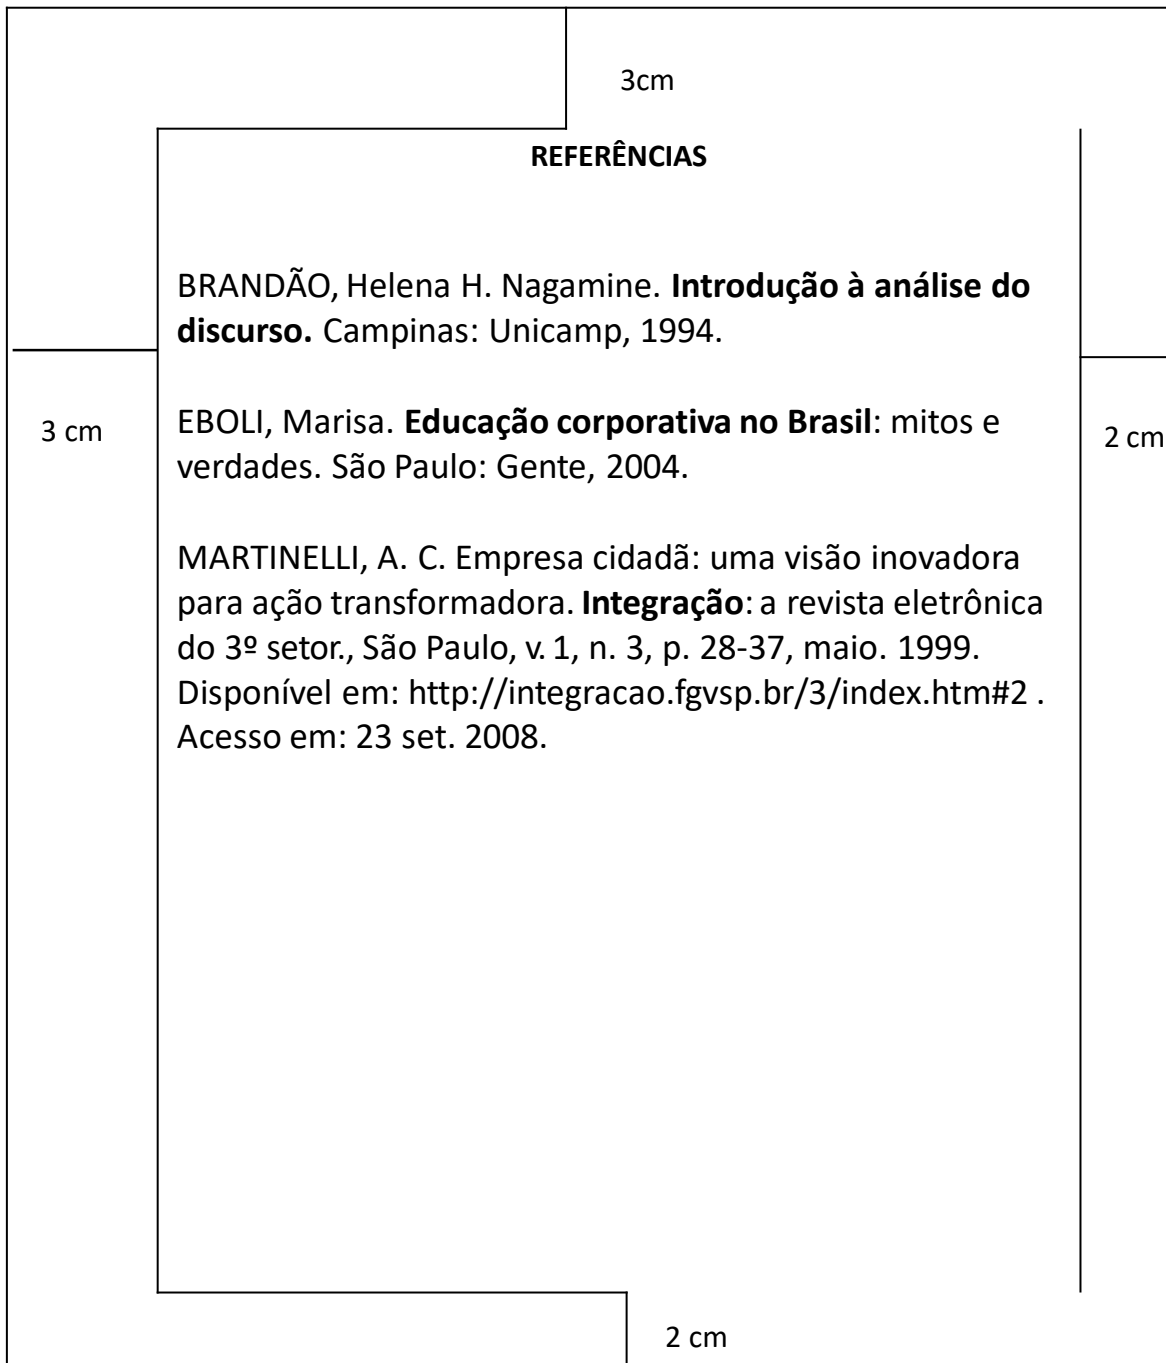 3cm
REFERÊNCIAS
BRANDÃO, Helena H. Nagamine. Introdução à análise do
discurso. Campinas: Unicamp, 1994.
3 cm
EBOLI, Marisa. Educação corporativa no Brasil: mitos e
verdades. São Paulo: Gente, 2004.
2 cm
MARTINELLI, A. C. Empresa cidadã: uma visão inovadora
para ação transformadora. Integração: a revista eletrônica
do 3º setor., São Paulo, v. 1, n. 3, p. 28-37, maio. 1999.
Disponível em: http://integracao.fgvsp.br/3/index.htm#2 .
Acesso em: 23 set. 2008.
2 cm